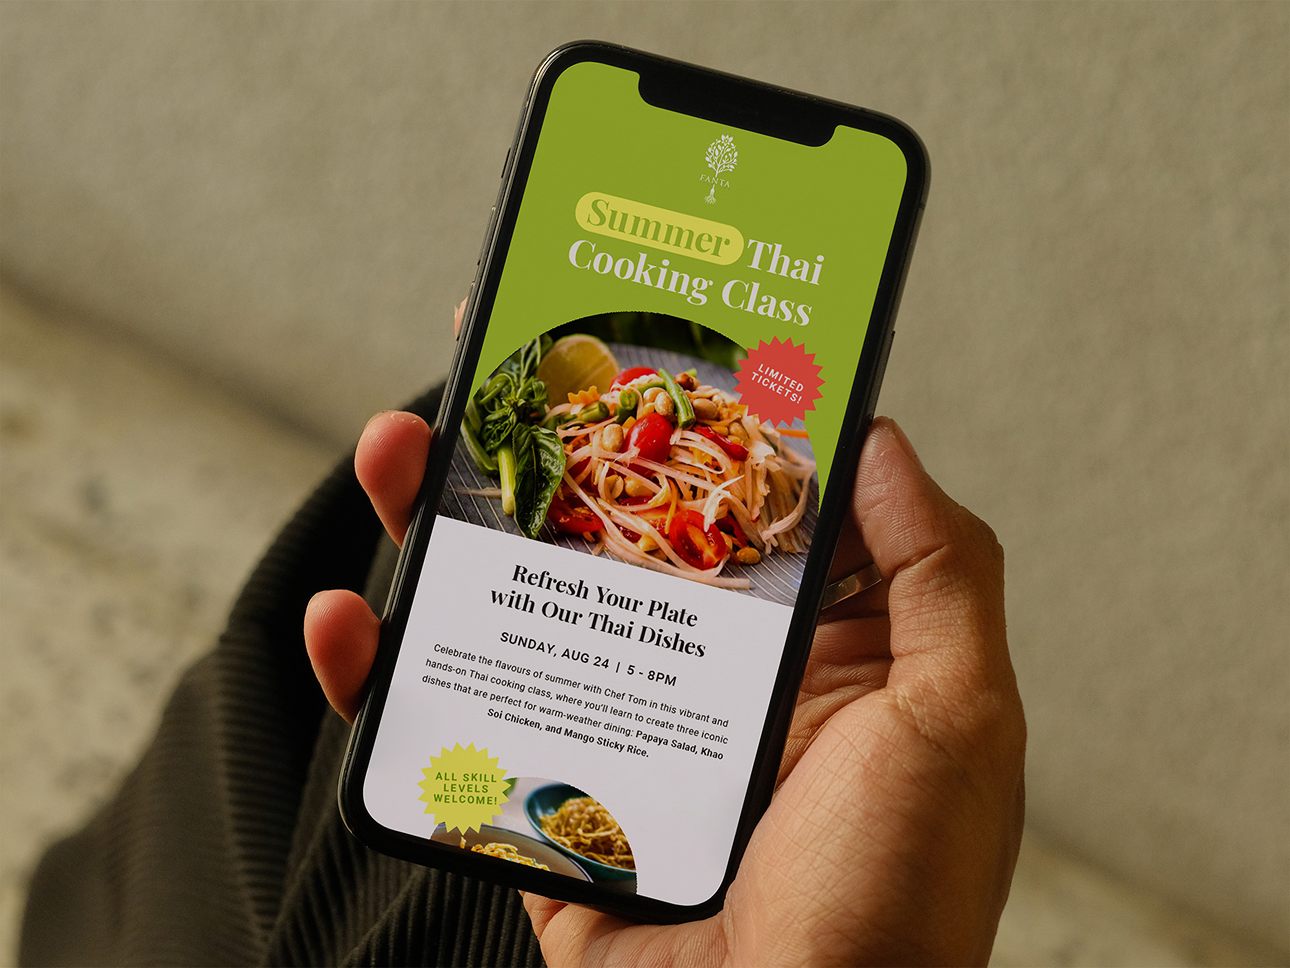 FANTA
Summer Thai
Cooking Class
LIMITED
TICKETS!
Refresh Your Plate
with Our Thai Dishes
SUNDAY, AUG 24 | 5 - 8PM
Celebrate the flavours of summer with Chef Tom in this vibrant and
hands-on Thai cooking class, where you'll learn to create three iconic
dishes that are perfect for warm-weather dining: Papaya Salad, Khao
Soi Chicken, and Mango Sticky Rice.
ALL SKILL
LEVELS
WELCOME!